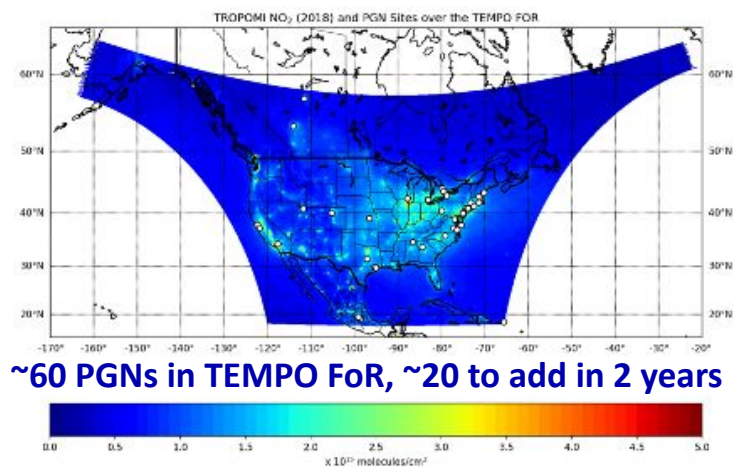 TROPOMI NO₂ (2018) and PGN Sites over the TEMPO FOR
60°N 60°N
50°N 50°N
40°N 40°N
30°N 30°N
20°N 20°N
-170° -160° -150° -140° -130° -120° -110° -100° -90° -80° -70° -60° -50° -40° -30° -20°
~60 PGNs in TEMPO FoR, ~20 to add in 2 years
0.0 0.5 1.0 1.5 2.0 2.5 3.0 3.5 4.0 4.5 5.0
x 10¹⁵ molecules/cm²